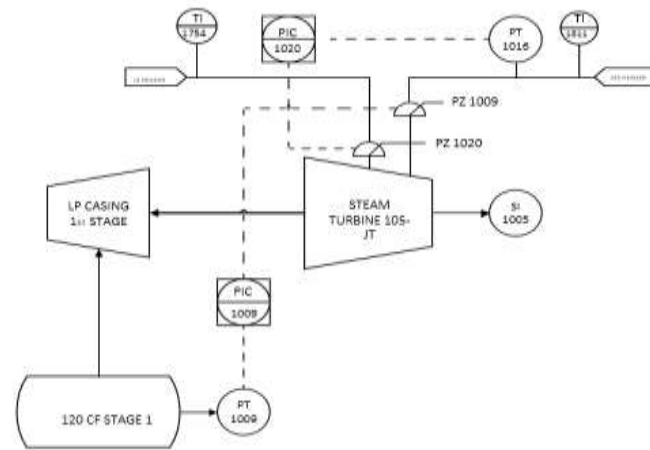 TI
1754
PIC
1020
PT
1016
TI
1811
PZ 1009
PZ 1020
LP CASING
1st STAGE
STEAM
TURBINE 105-
JT
SI
1005
PIC
1009
120 CF STAGE 1
PT
1009